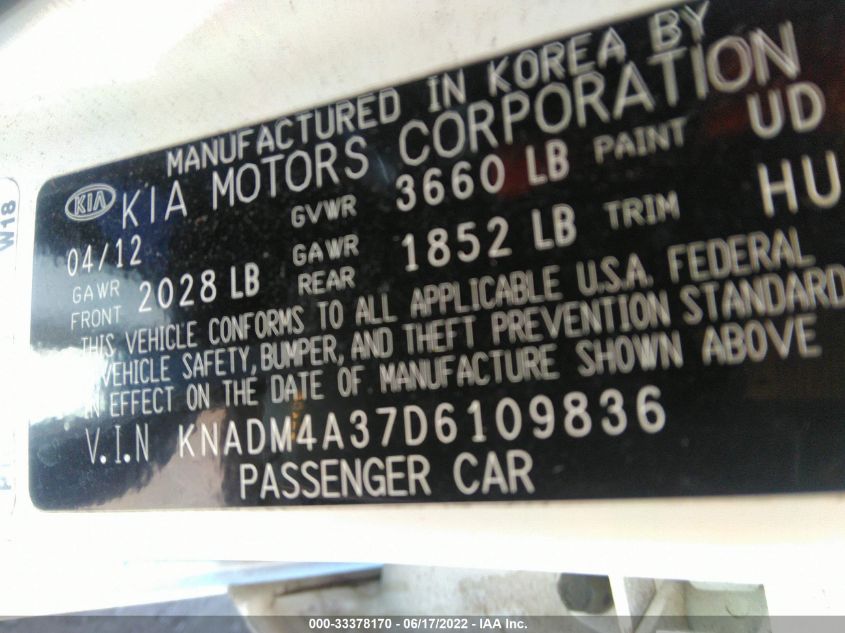 MANUFACTURED IN KOREA BY
KIA KIA MOTORS CORPORATION
04/12 GVWR 3660 LB PAINT UD
GAWR FRONT 2028 LB GAWR REAR 1852 LB TRIM HU
THIS VEHICLE CONFORMS TO ALL APPLICABLE U.S.A. FEDERAL
VEHICLE SAFETY, BUMPER, AND THEFT PREVENTION STANDARD
IN EFFECT ON THE DATE OF MANUFACTURE SHOWN ABOVE
V.I.N KNADM4A37D6109836
PASSENGER CAR
W18
000-33378170 - 06/17/2022 - IAA Inc.